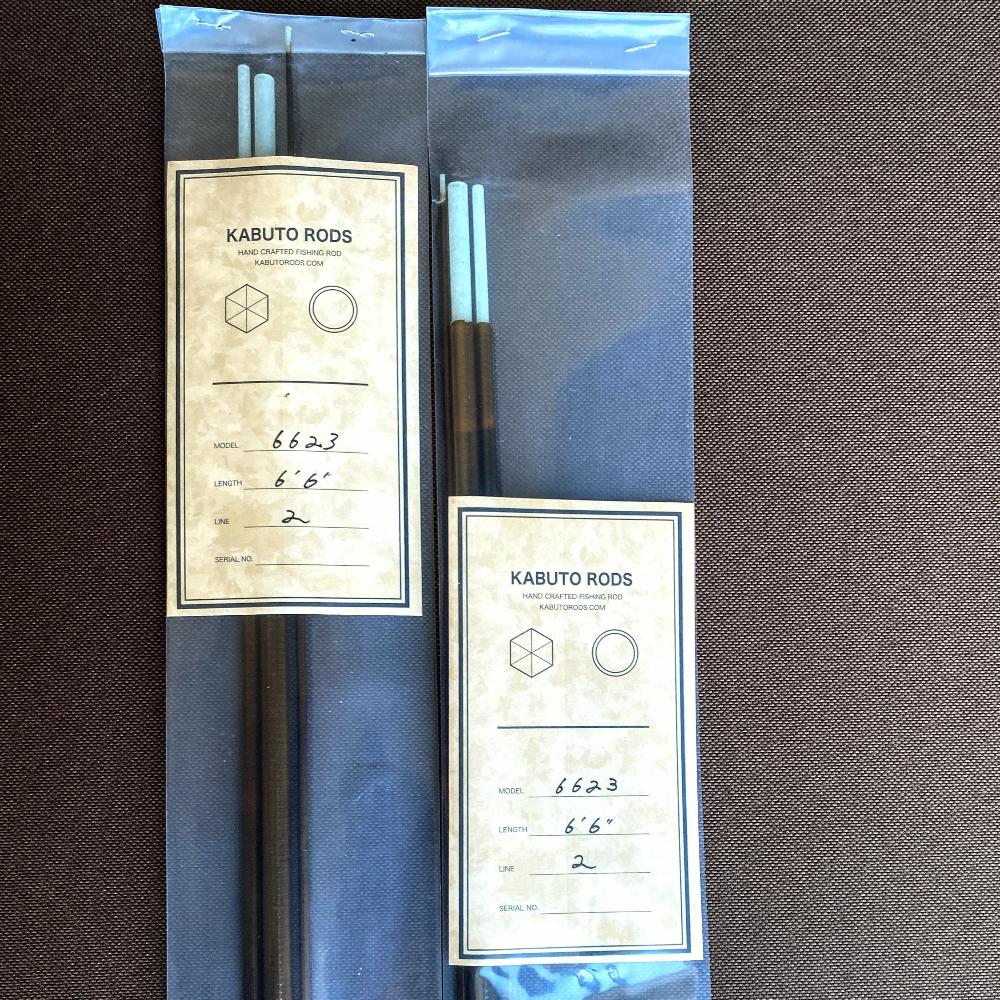 KABUTO RODS
HAND CRAFTED FISHING ROD
KABUTORODS.COM
MODEL 6623
LENGTH 6'6"
LINE 2
SERIAL NO.
KABUTO RODS
HAND CRAFTED FISHING ROD
KABUTORODS.COM
MODEL 6623
LENGTH 6'6"
LINE 2
SERIAL NO.